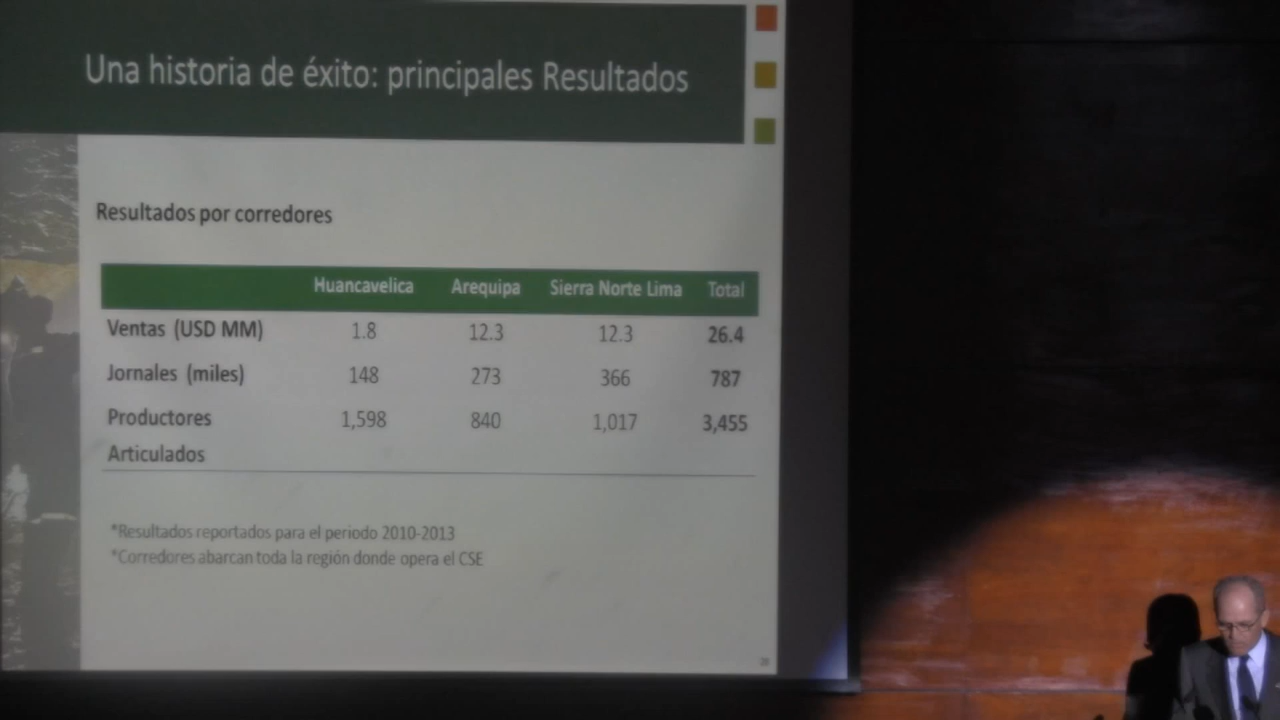 Una historia de éxito: principales Resultados
Resultados por corredores
Huancavelica Arequipa Sierra Norte Lima Total
Ventas (USD MM) 1.8 12.3 12.3 26.4
Jornales (miles) 148 273 366 787
Productores 1,598 840 1,017 3,455
Articulados
*Resultados reportados para el periodo 2010-2013
*Corredores abarcan toda la región donde opera el CSE